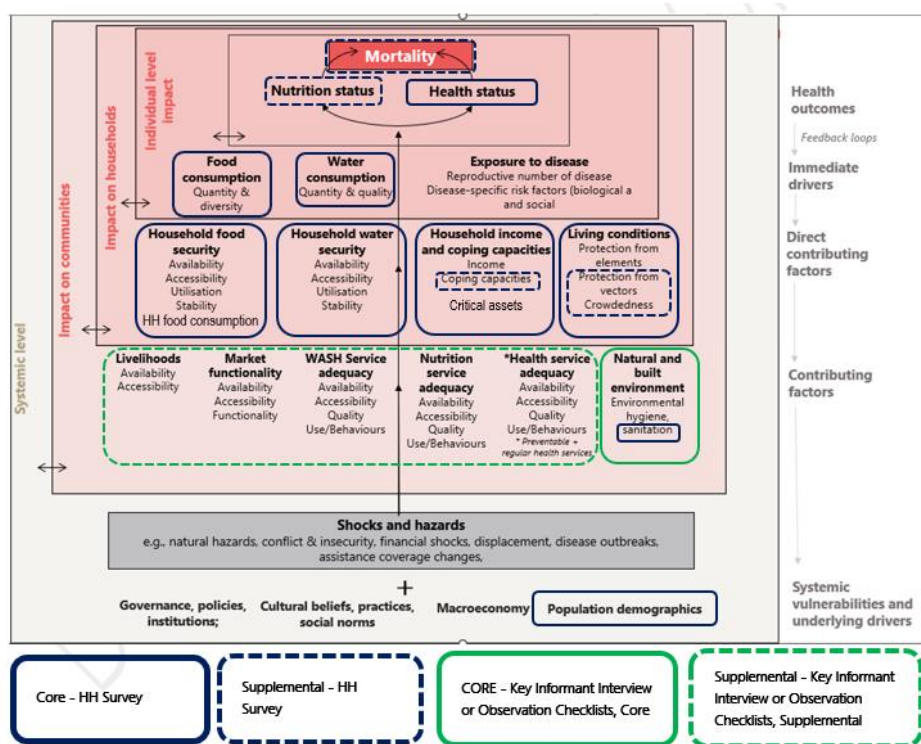 Mortality
Nutrition status
Health status
Food
consumption
Quantity &
diversity
Water
consumption
Quantity & quality
Exposure to disease
Reproductive number of disease
Disease-specific risk factors (biological a
and social
Household food
security
Availability
Accessibility
Utilisation
Stability
HH food consumption
Household water
security
Availability
Accessibility
Utilisation
Stability
Household income
and coping capacities
Income
Coping capacities
Critical assets
Living conditions
Protection from
elements
Protection from
vectors
Crowdedness
Livelihoods
Availability
Accessibility
Market
functionality
Availability
Accessibility
Functionality
WASH Service
adequacy
Availability
Accessibility
Quality
Use/Behaviours
Nutrition
service
adequacy
Availability
Accessibility
Quality
Use/Behaviours
*Health service
adequacy
Availability
Accessibility
Quality
Use/Behaviours
* Preventable +
regular health services
Natural and
built
environment
Environmental
hygiene,
sanitation
Shocks and hazards
e.g., natural hazards, conflict & insecurity, financial shocks, displacement, disease outbreaks,
assistance coverage changes,
+
Governance, policies,
institutions;
Cultural beliefs, practices,
social norms
Macroeconomy
Population demographics
Systemic level
Impact on communities
Impact on households
Individual level
impact
Health
outcomes
Feedback loops
Immediate
drivers
Direct
contributing
factors
Contributing
factors
Systemic
vulnerabilities and
underlying drivers
Core – HH Survey
Supplemental – HH
Survey
CORE – Key Informant Interview
or Observation Checklists, Core
Supplemental – Key Informant
Interview or Observation
Checklists, Supplemental